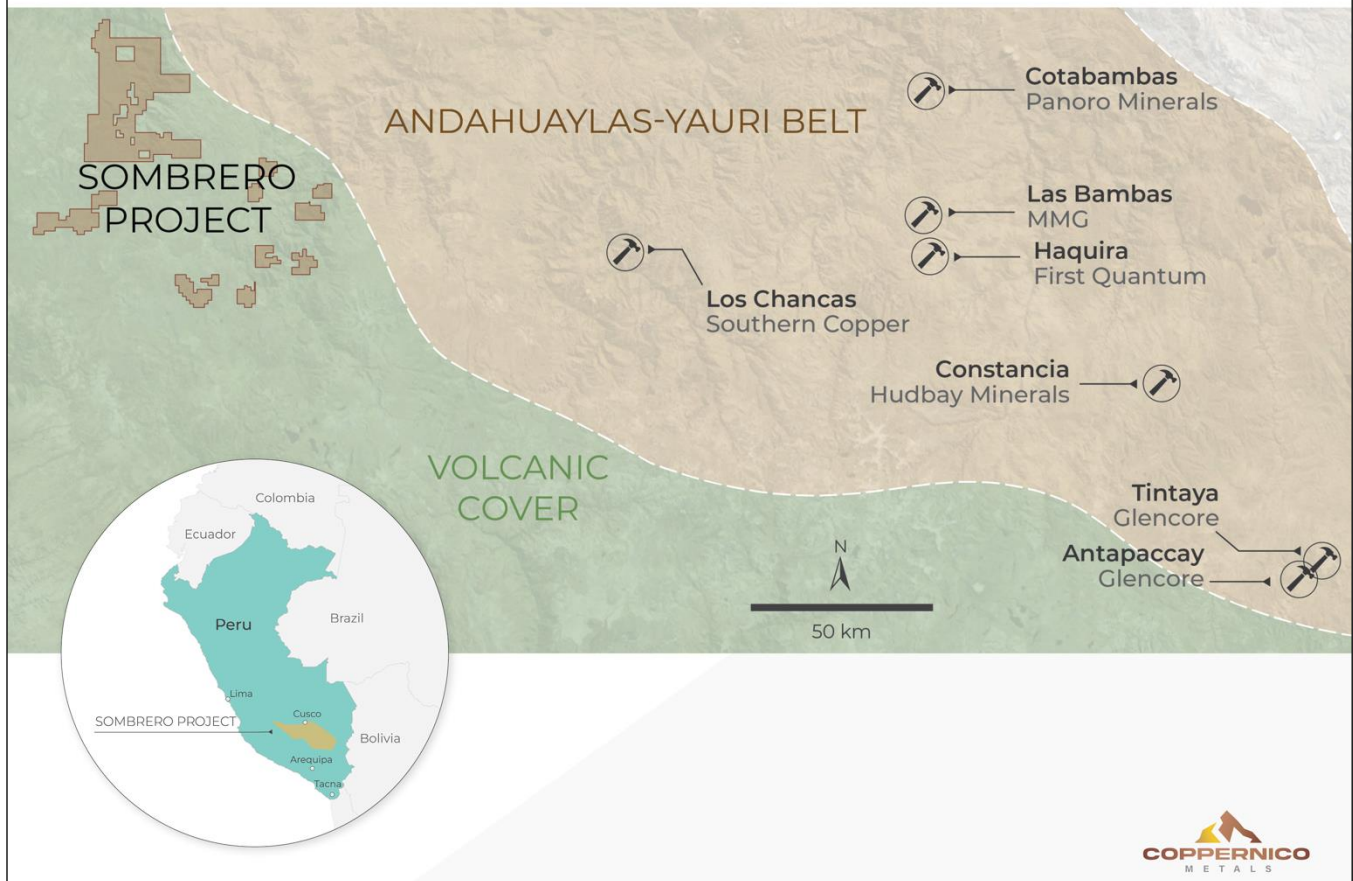 ANDAHUAYLAS-YAURI BELT
Cotabambas
Panoro Minerals
SOMBRERO
PROJECT
Las Bambas
MMG
Haquira
First Quantum
Los Chancas
Southern Copper
Constancia
Hudbay Minerals
VOLCANIC
COVER
Tintaya
Glencore
Antapaccay
Glencore
N
50 km
Colombia
Ecuador
Peru
Brazil
Lima
SOMBRERO PROJECT
Cusco
Bolivia
Arequipa
Tacna
COPPERNICO
METALS